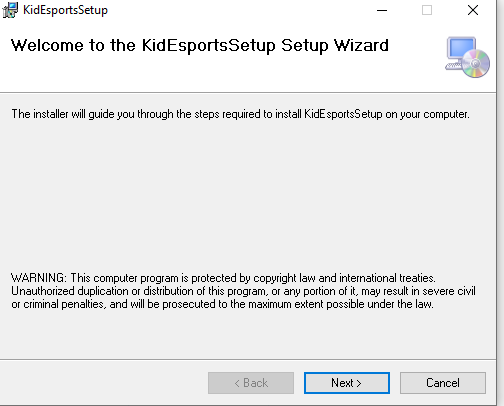 KidEsportsSetup
Welcome to the KidEsportsSetup Setup Wizard
The installer will guide you through the steps required to install KidEsportsSetup on your computer.
WARNING: This computer program is protected by copyright law and international treaties.
Unauthorized duplication or distribution of this program, or any portion of it, may result in severe civil
or criminal penalties, and will be prosecuted to the maximum extent possible under the law.
< Back
Next >
Cancel